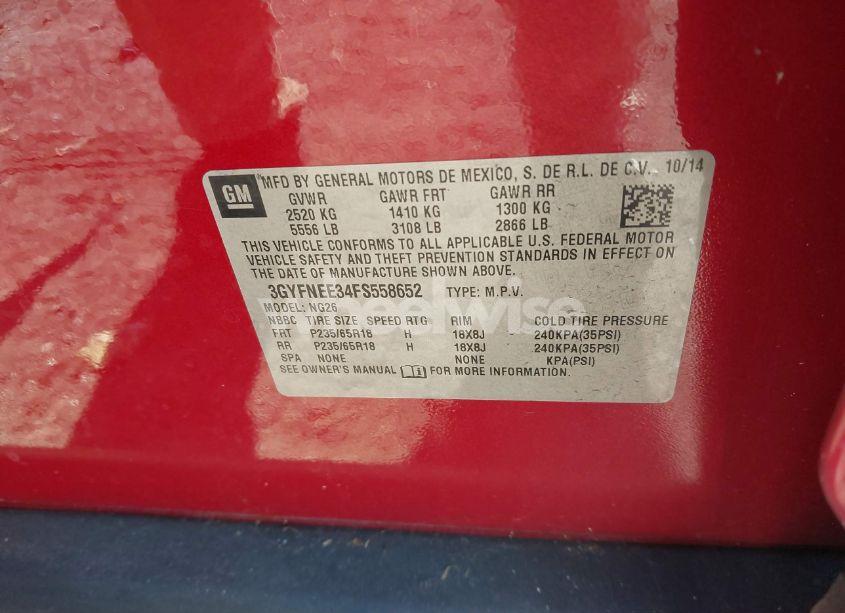 GM
MFD BY GENERAL MOTORS DE MEXICO, S. DE R.L. DE C.V. 10/14
GVWR GAWR FRT GAWR RR
2520 KG 1410 KG 1300 KG
5556 LB 3108 LB 2866 LB
THIS VEHICLE CONFORMS TO ALL APPLICABLE U.S. FEDERAL MOTOR
VEHICLE SAFETY AND THEFT PREVENTION STANDARDS IN EFFECT ON
THE DATE OF MANUFACTURE SHOWN ABOVE.
3GYFNEE34FS558652 TYPE: M.P.V.
MODEL: NG26
NBBC TIRE SIZE SPEED RTG RIM COLD TIRE PRESSURE
FRT P235/65R18 H 18X8J 240KPA(35PSI)
RR P235/65R18 H 18X8J 240KPA(35PSI)
SPA NONE NONE KPA(PSI)
SEE OWNER'S MANUAL FOR MORE INFORMATION.